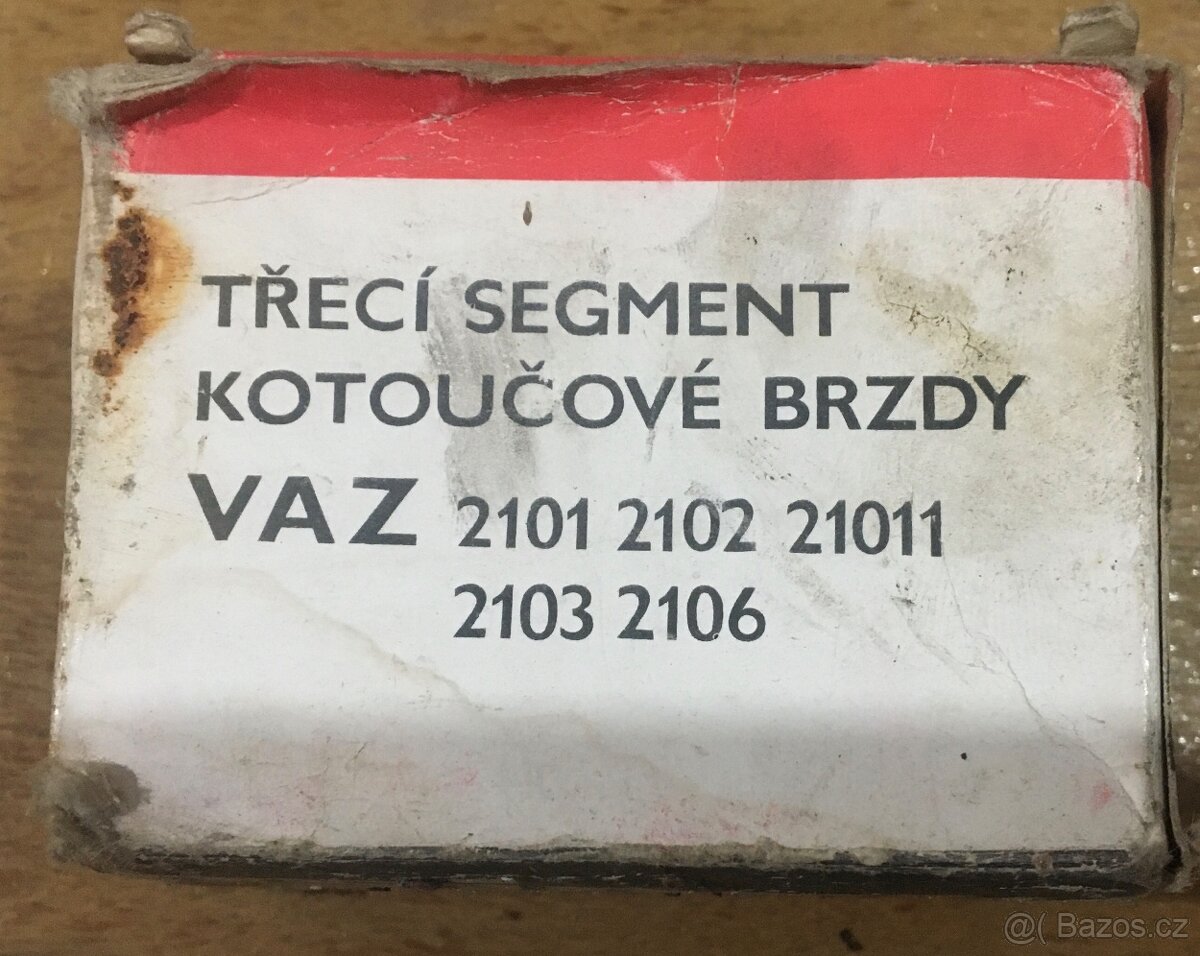 TŘECÍ SEGMENT
KOTOUČOVÉ BRZDY
VAZ 2101 2102 21011
2103 2106
@( Bazos.cz